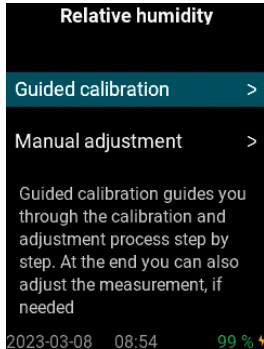 Relative humidity
Guided calibration >
Manual adjustment >
Guided calibration guides you
through the calibration and
adjustment process step by
step. At the end you can also
adjust the measurement, if
needed
2023-03-08 08:54 99 %